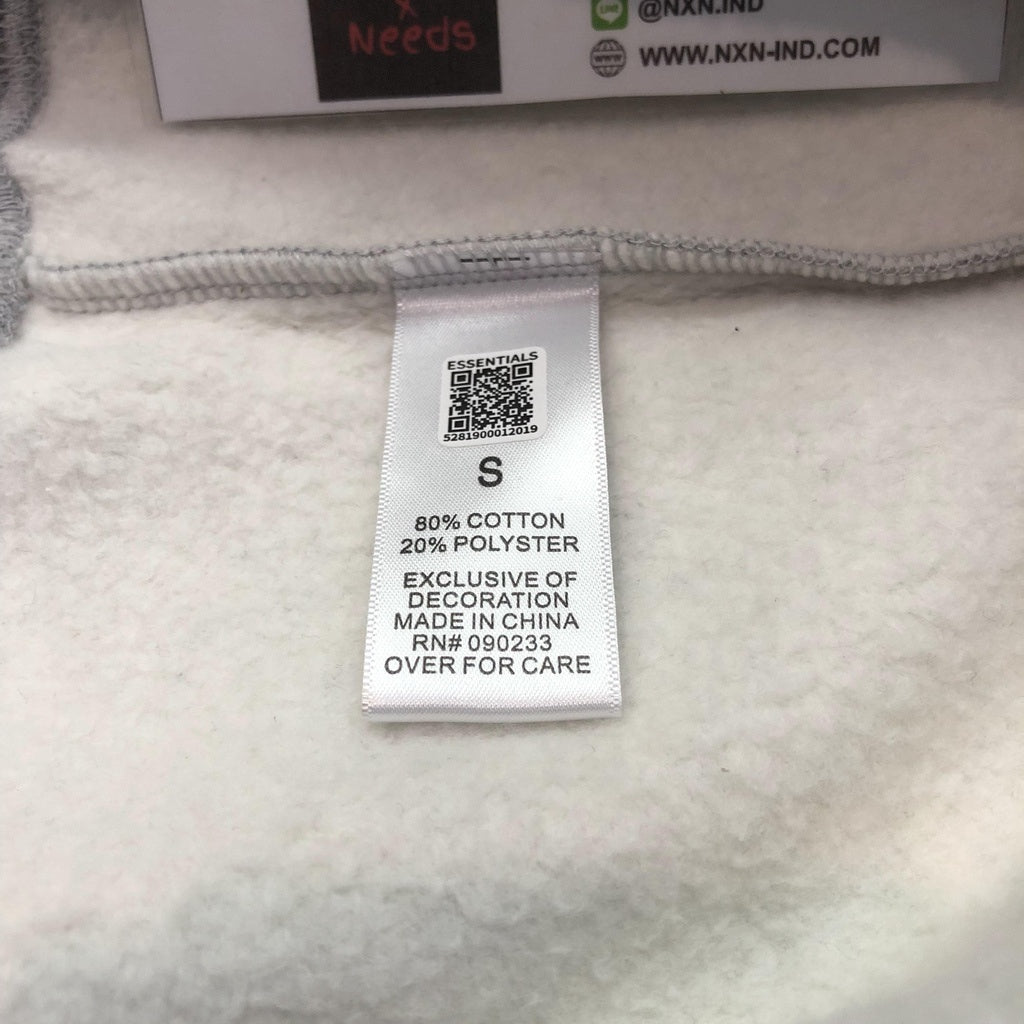 x
Needs
@NXN.IND
WWW.NXN-IND.COM
ESSENTIALS
5281900012019
S
80% COTTON
20% POLYSTER
EXCLUSIVE OF
DECORATION
MADE IN CHINA
RN# 090233
OVER FOR CARE